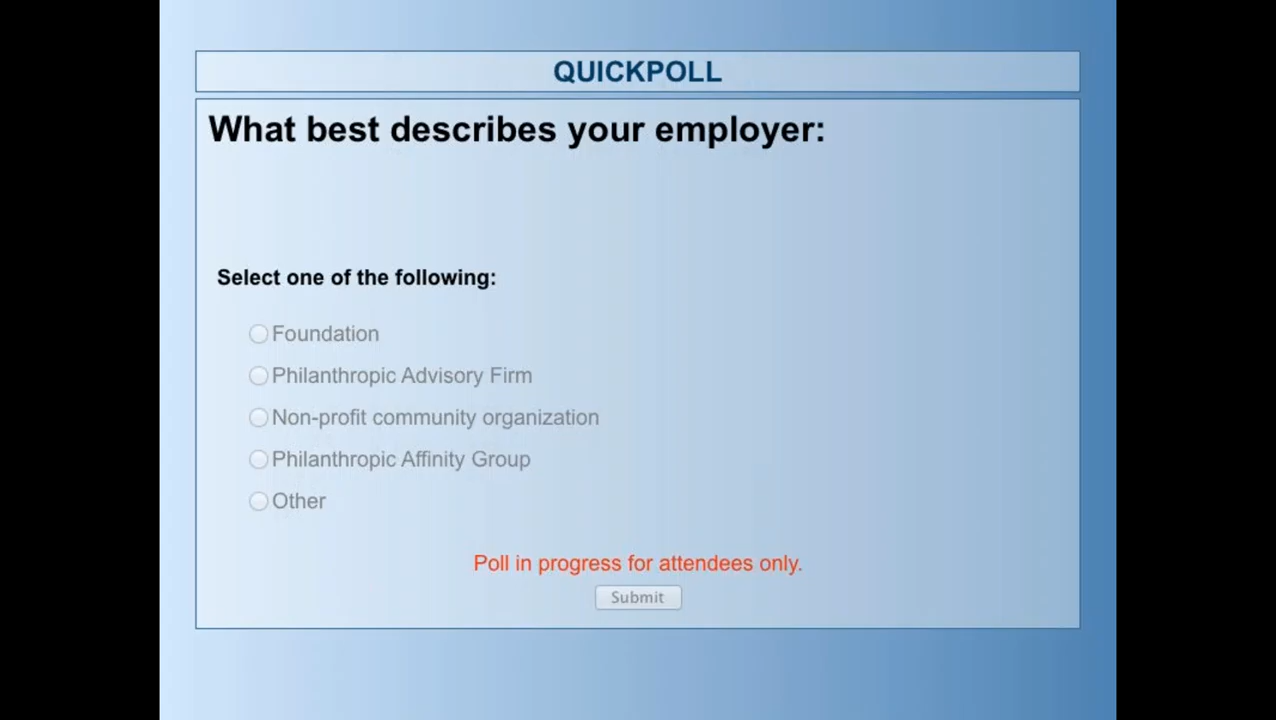 QUICKPOLL
What best describes your employer:
Select one of the following:
Foundation
Philanthropic Advisory Firm
Non-profit community organization
Philanthropic Affinity Group
Other
Poll in progress for attendees only.
Submit